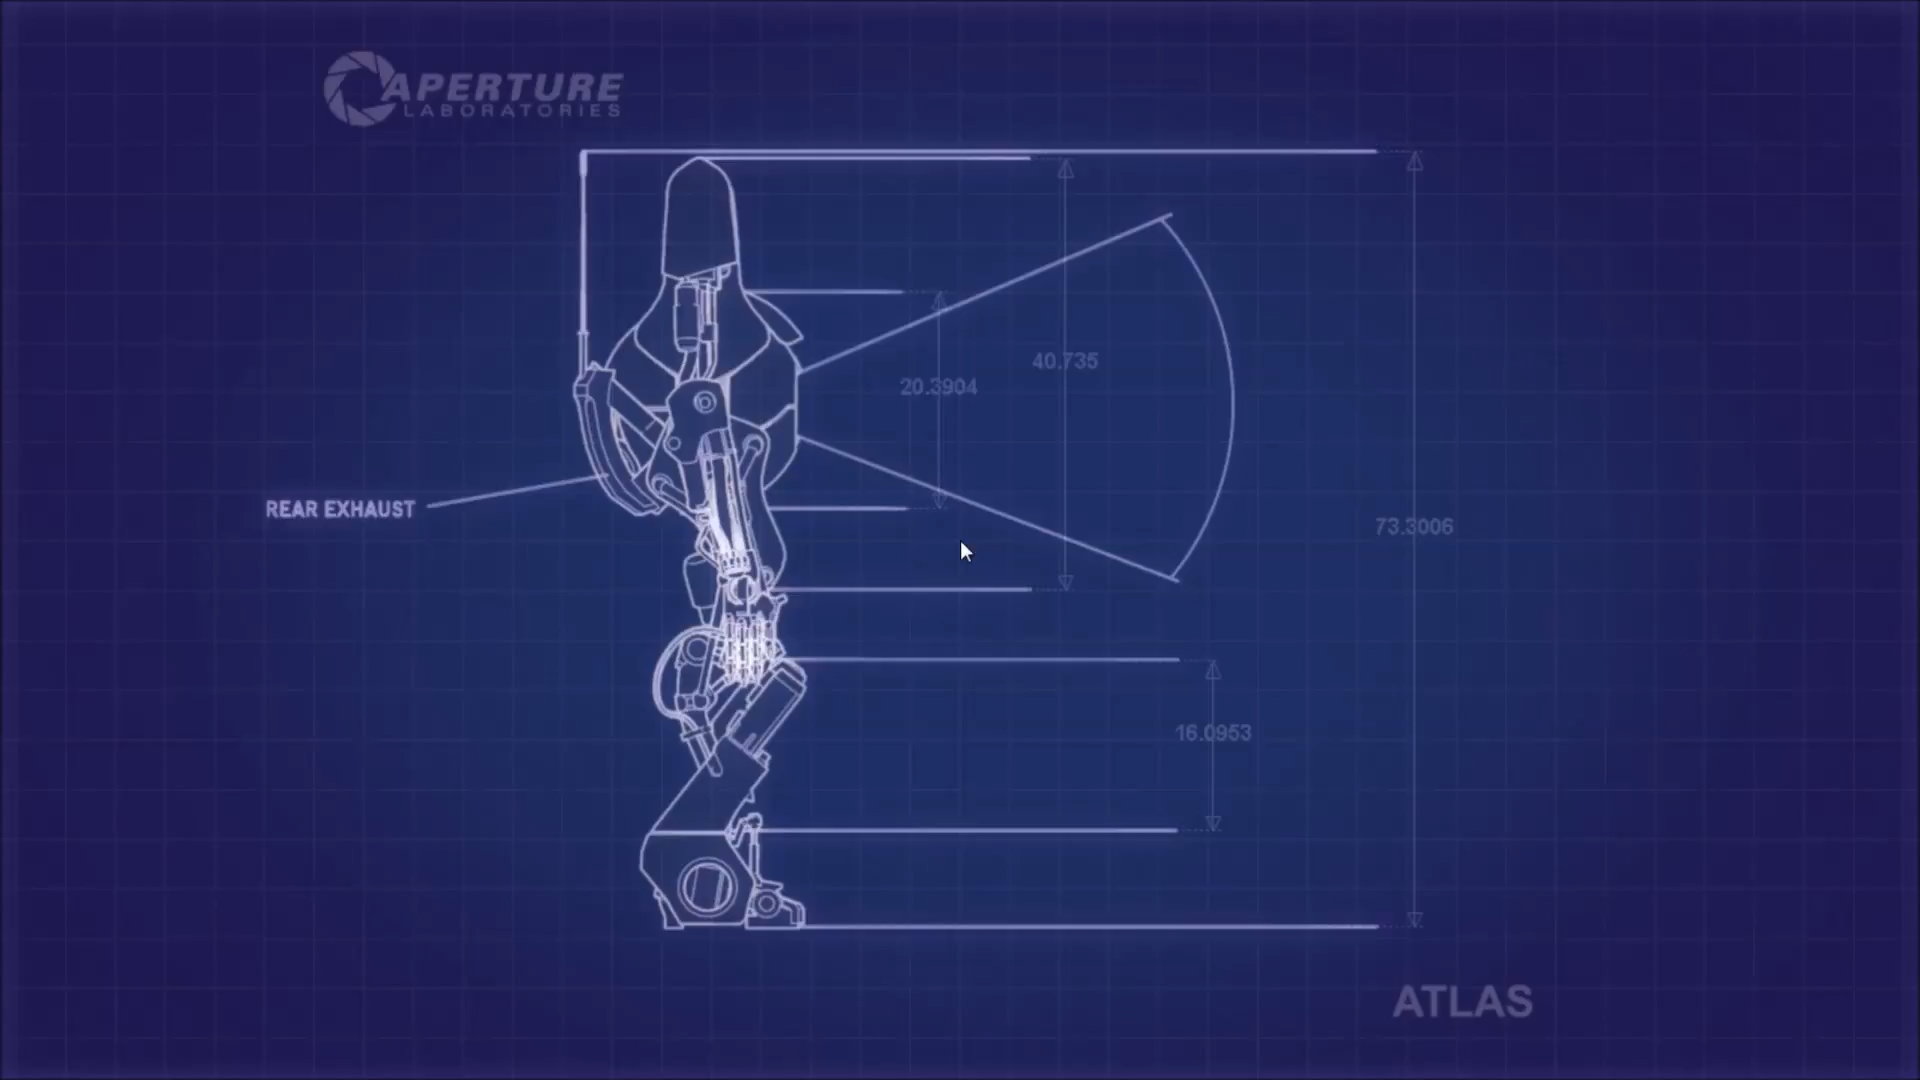 APERTURE
LABORATORIES
40.735
20.3904
REAR EXHAUST
73.3006
16.0953
ATLAS